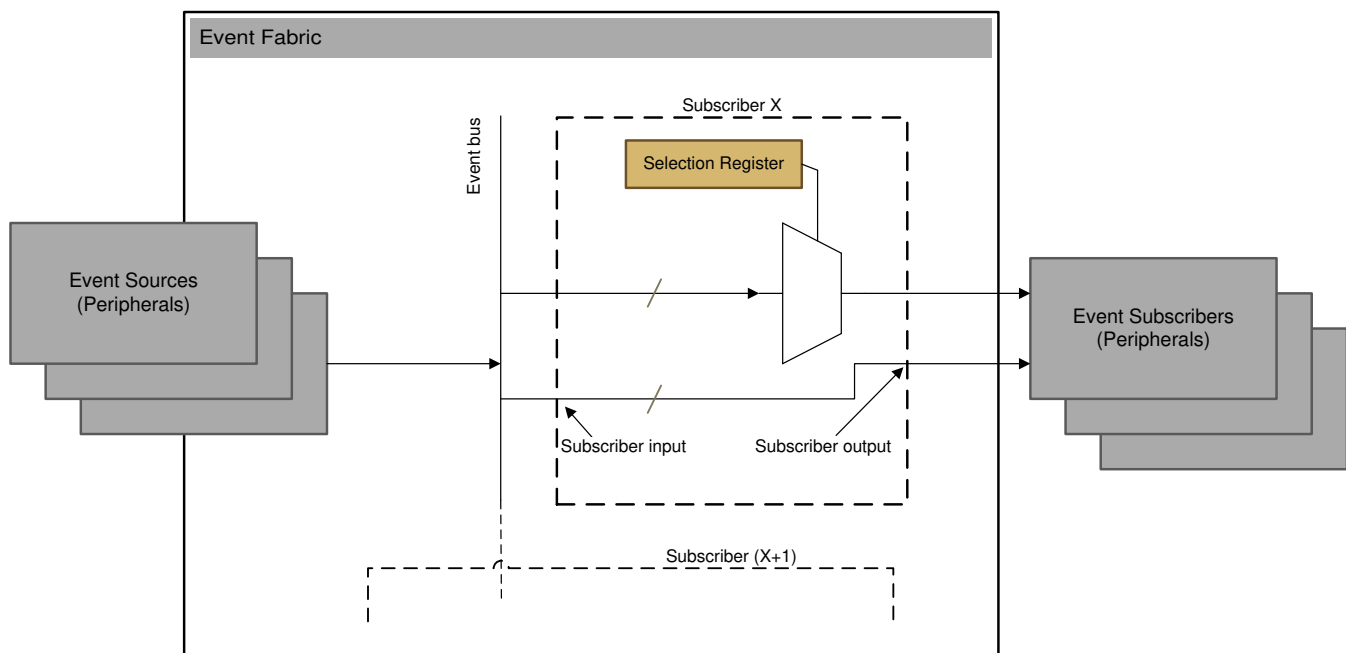 Event Fabric
Subscriber X
Event bus
Selection Register
Event Sources
(Peripherals)
Event Subscribers
(Peripherals)
Subscriber input
Subscriber output
Subscriber (X+1)